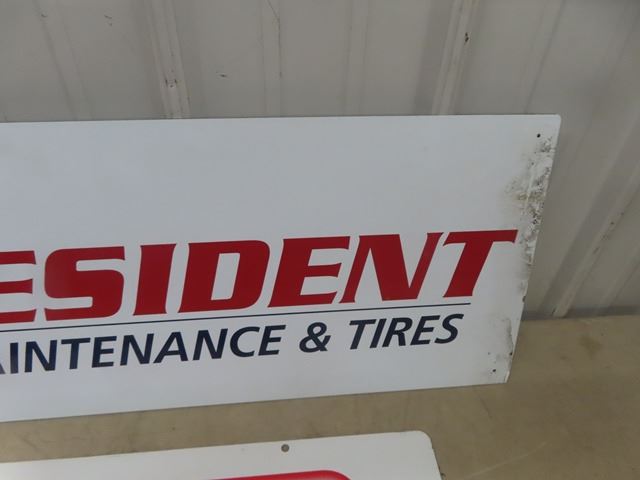 ESIDENT
AINTENANCE & TIRES